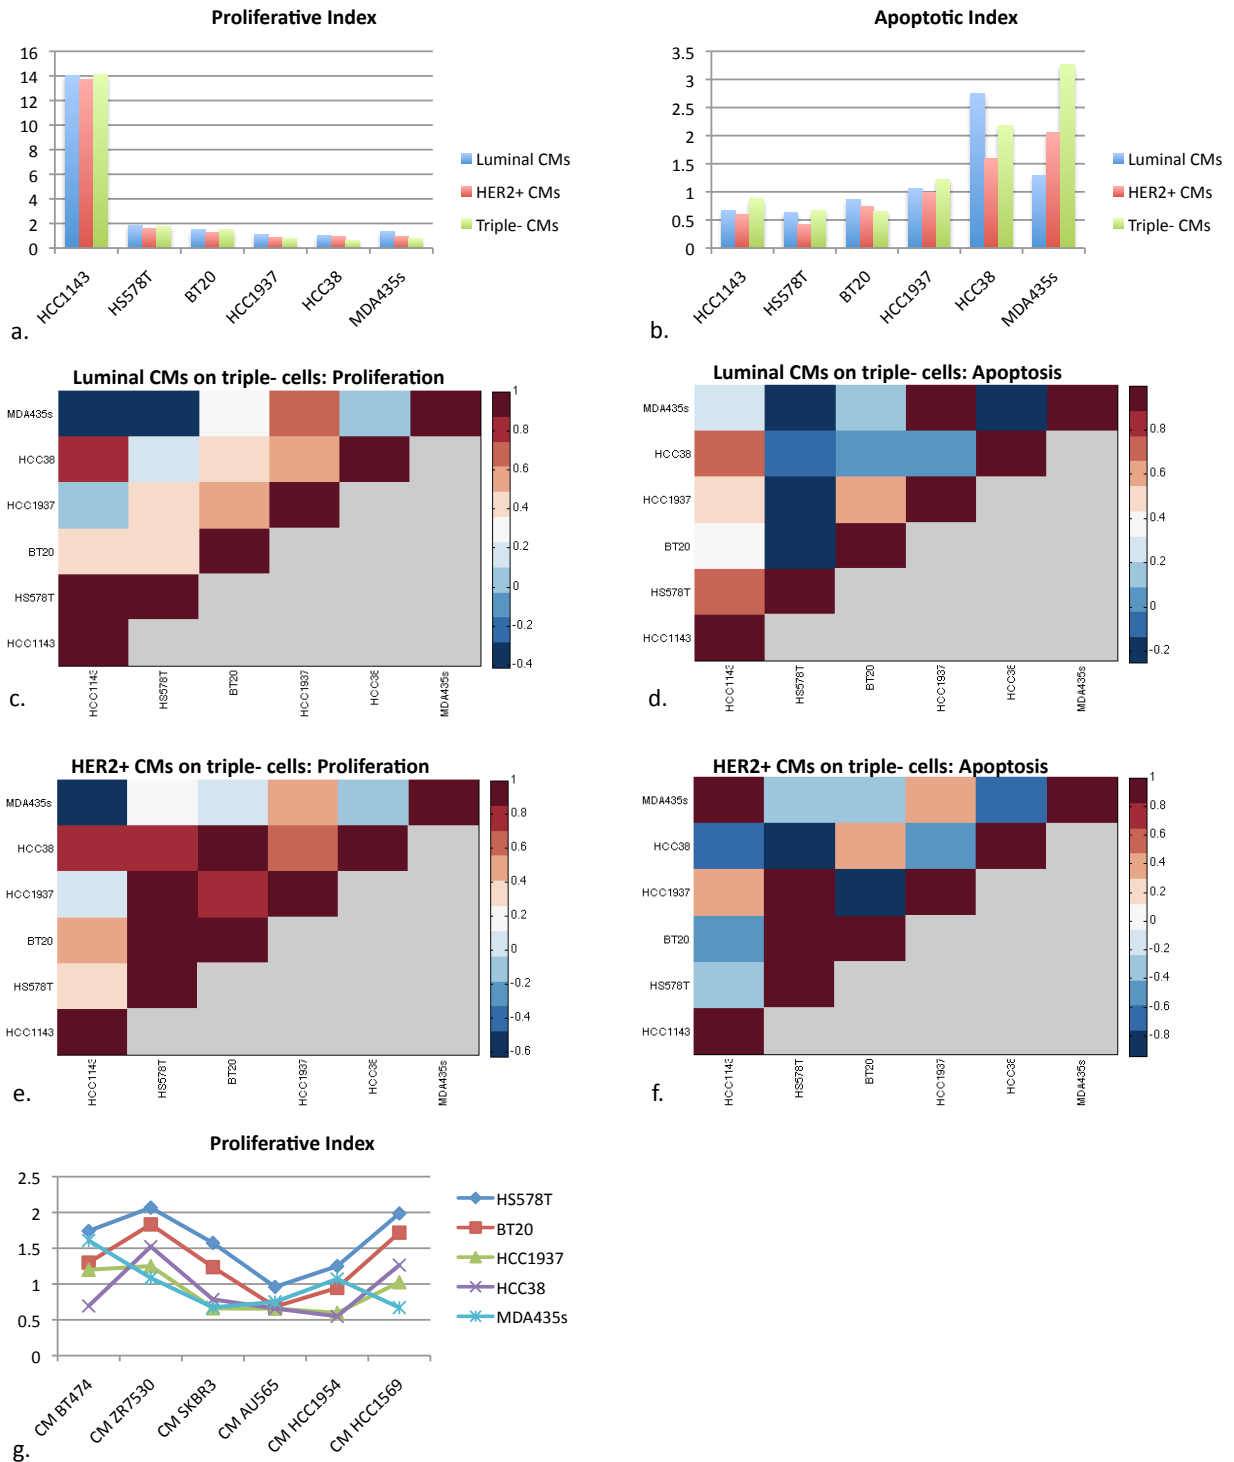 Proliferative Index
16
14
12
10
8
6
4
2
0
HCC1143
HS578T
BT20
HCC1937
HCC38
MDA435s
Luminal CMs
HER2+ CMs
Triple- CMs
a.
Apoptotic Index
3.5
3
2.5
2
1.5
1
0.5
0
HCC1143
HS578T
BT20
HCC1937
HCC38
MDA435s
Luminal CMs
HER2+ CMs
Triple- CMs
b.
Luminal CMs on triple- cells: Proliferation
MDA435s
HCC38
HCC1937
BT20
HS578T
HCC1143
HCC1143
HS578T
BT20
HCC1937
HCC38
MDA435s
1
0.8
0.6
0.4
0.2
0
-0.2
-0.4
c.
Luminal CMs on triple- cells: Apoptosis
MDA435s
HCC38
HCC1937
BT20
HS578T
HCC1143
HCC1143
HS578T
BT20
HCC1937
HCC38
MDA435s
0.8
0.6
0.4
0.2
0
-0.2
d.
HER2+ CMs on triple- cells: Proliferation
MDA435s
HCC38
HCC1937
BT20
HS578T
HCC1143
HCC1143
HS578T
BT20
HCC1937
HCC38
MDA435s
1
0.8
0.6
0.4
0.2
0
-0.2
-0.4
-0.6
e.
HER2+ CMs on triple- cells: Apoptosis
MDA435s
HCC38
HCC1937
BT20
HS578T
HCC1143
HCC1143
HS578T
BT20
HCC1937
HCC38
MDA435s
1
0.8
0.6
0.4
0.2
0
-0.2
-0.4
-0.6
-0.8
f.
Proliferative Index
2.5
2
1.5
1
0.5
0
CM BT474
CM ZR7530
CM SKBR3
CM AU565
CM HCC1954
CM HCC1569
HS578T
BT20
HCC1937
HCC38
MDA435s
g.